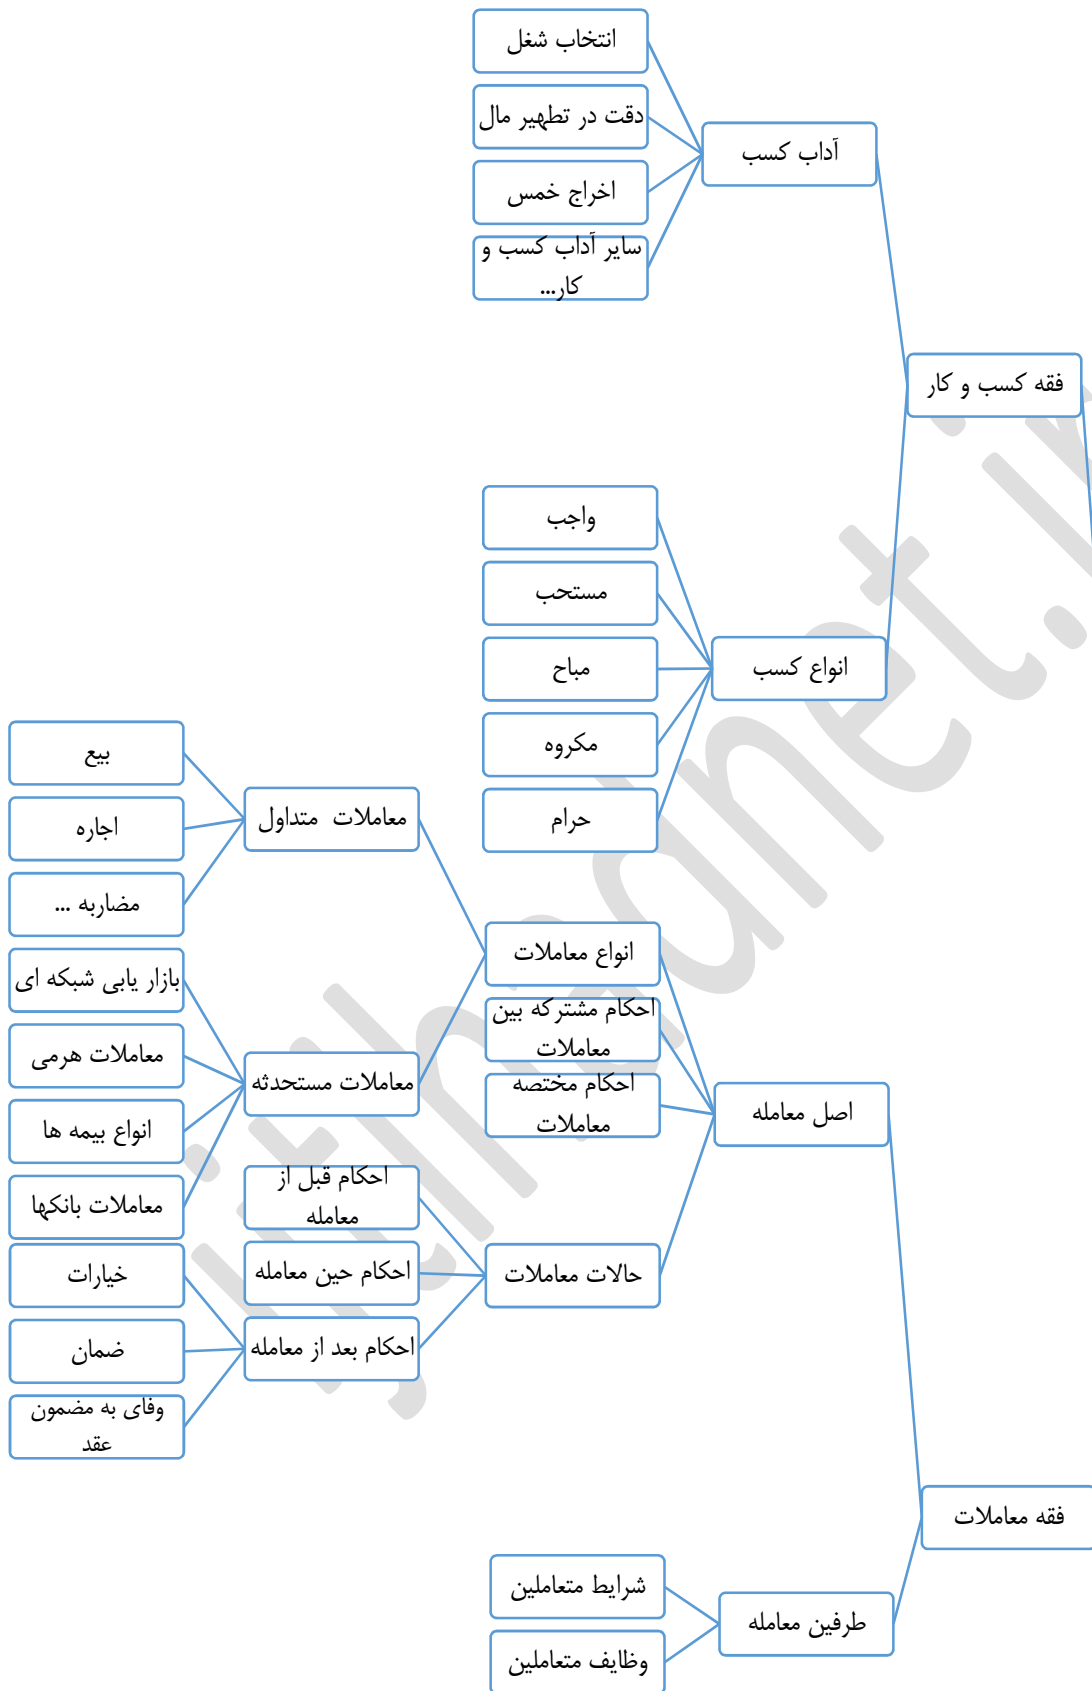 فقه کسب و کار
آداب کسب
انتخاب شغل
دقت در تطهیر مال
اخراج خمس
سایر آداب کسب و
کار...
انواع کسب
واجب
مستحب
مباح
مکروه
حرام
فقه معاملات
اصل معامله
انواع معاملات
معاملات متداول
بیع
اجاره
مضاربه ...
معاملات مستحدثه
بازار یابی شبکه ای
معاملات هرمی
انواع بیمه ها
معاملات بانکها
احکام مشترکه بین
معاملات
احکام مختصه
معاملات
حالات معاملات
احکام قبل از
معامله
احکام حین معامله
احکام بعد از معامله
خیارات
ضمان
وفای به مضمون
عقد
طرفین معامله
شرایط متعاملین
وظایف متعاملین